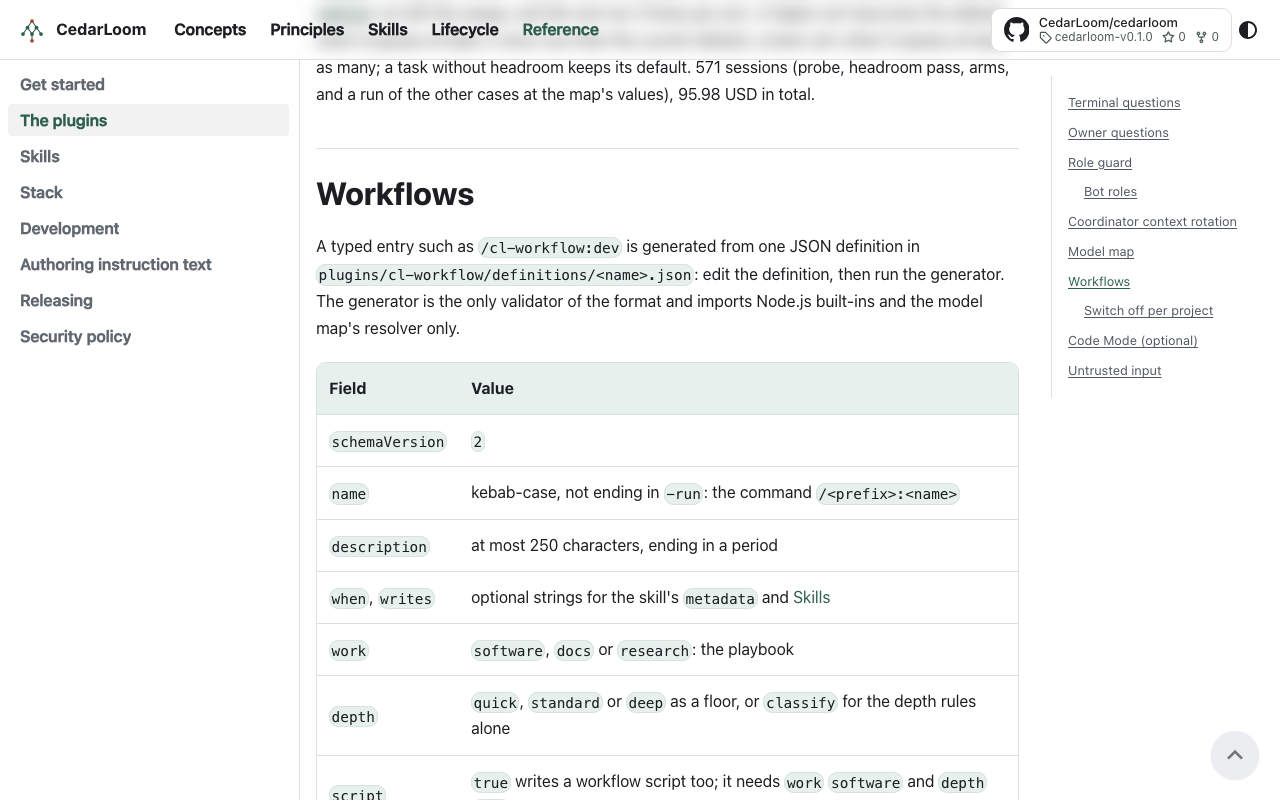 CedarLoom
Concepts
Principles
Skills
Lifecycle
Reference
CedarLoom/cedarloom
cedarloom-v0.1.0
0
0
Get started
The plugins
Skills
Stack
Development
Authoring instruction text
Releasing
Security policy
as many; a task without headroom keeps its default. 571 sessions (probe, headroom pass, arms,
and a run of the other cases at the map's values), 95.98 USD in total.
Workflows
A typed entry such as /cl-workflow:dev is generated from one JSON definition in
plugins/cl-workflow/definitions/<name>.json: edit the definition, then run the generator.
The generator is the only validator of the format and imports Node.js built-ins and the model
map's resolver only.
Field Value
schemaVersion 2
name kebab-case, not ending in -run: the command /<prefix>:<name>
description at most 250 characters, ending in a period
when, writes optional strings for the skill's metadata and Skills
work software, docs or research: the playbook
depth quick, standard or deep as a floor, or classify for the depth rules
alone
script true writes a workflow script too; it needs work software and depth
Terminal questions
Owner questions
Role guard
Bot roles
Coordinator context rotation
Model map
Workflows
Switch off per project
Code Mode (optional)
Untrusted input